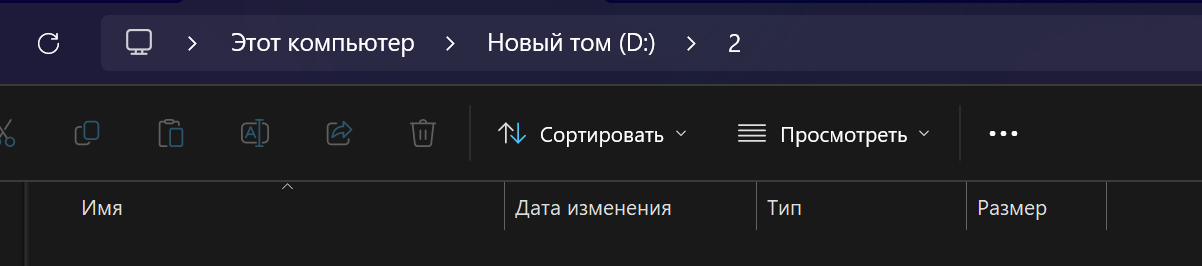 Этот компьютер > Новый том (D:) > 2
Сортировать Просмотреть ...
Имя Дата изменения Тип Размер